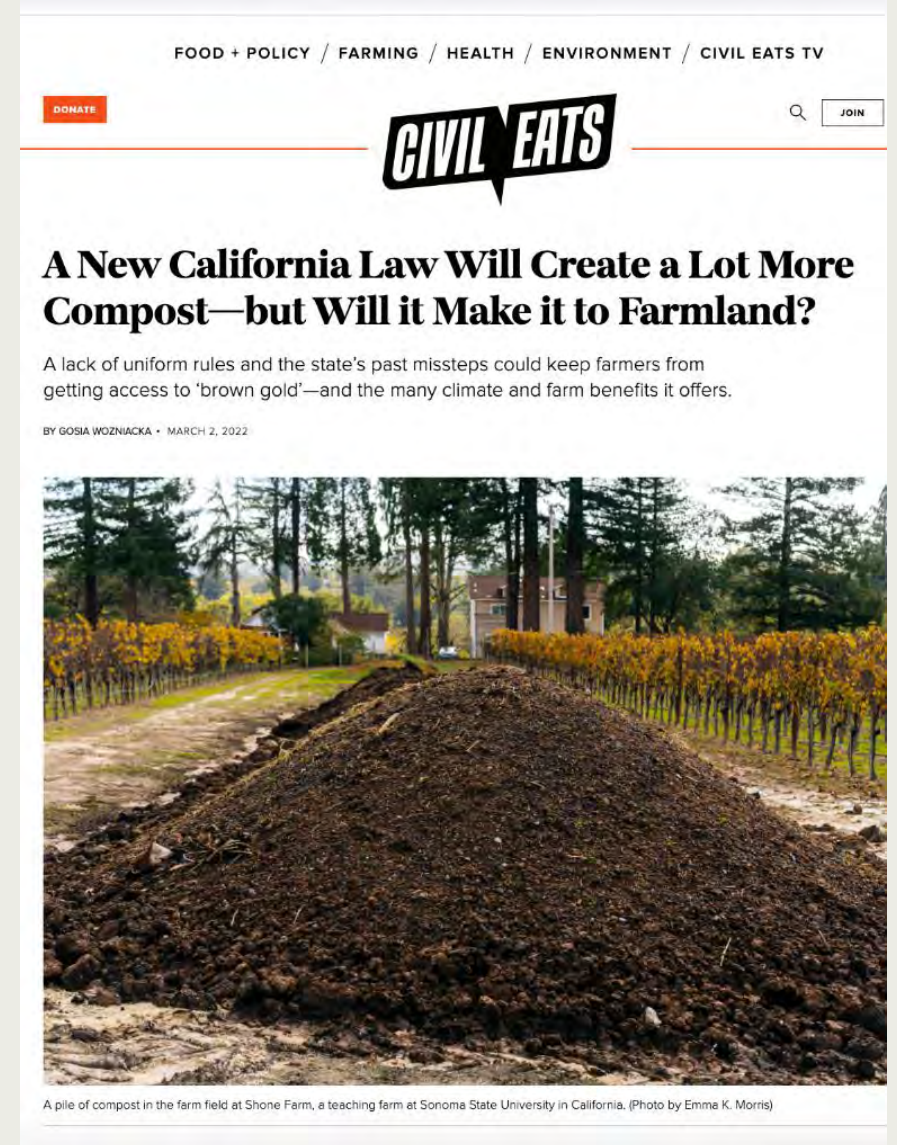 FOOD + POLICY / FARMING / HEALTH / ENVIRONMENT / CIVIL EATS TV
DONATE
CIVIL EATS
JOIN
A New California Law Will Create a Lot More
Compost—but Will it Make it to Farmland?
A lack of uniform rules and the state's past missteps could keep farmers from
getting access to 'brown gold'—and the many climate and farm benefits it offers.
BY GOSIA WOZNIACKA • MARCH 2, 2022
A pile of compost in the farm field at Shone Farm, a teaching farm at Sonoma State University in California. (Photo by Emma K. Morris)